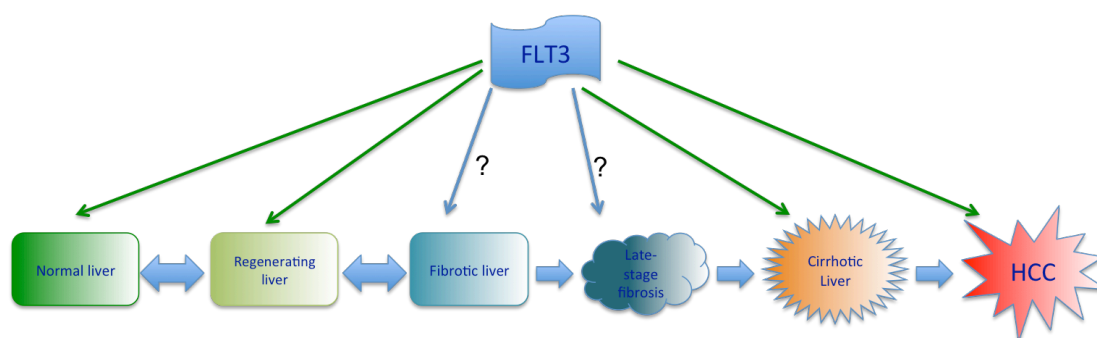 FLT3
?
?
Normal liver
Regenerating
liver
Fibrotic liver
Late-
stage
fibrosis
Cirrhotic
Liver
HCC